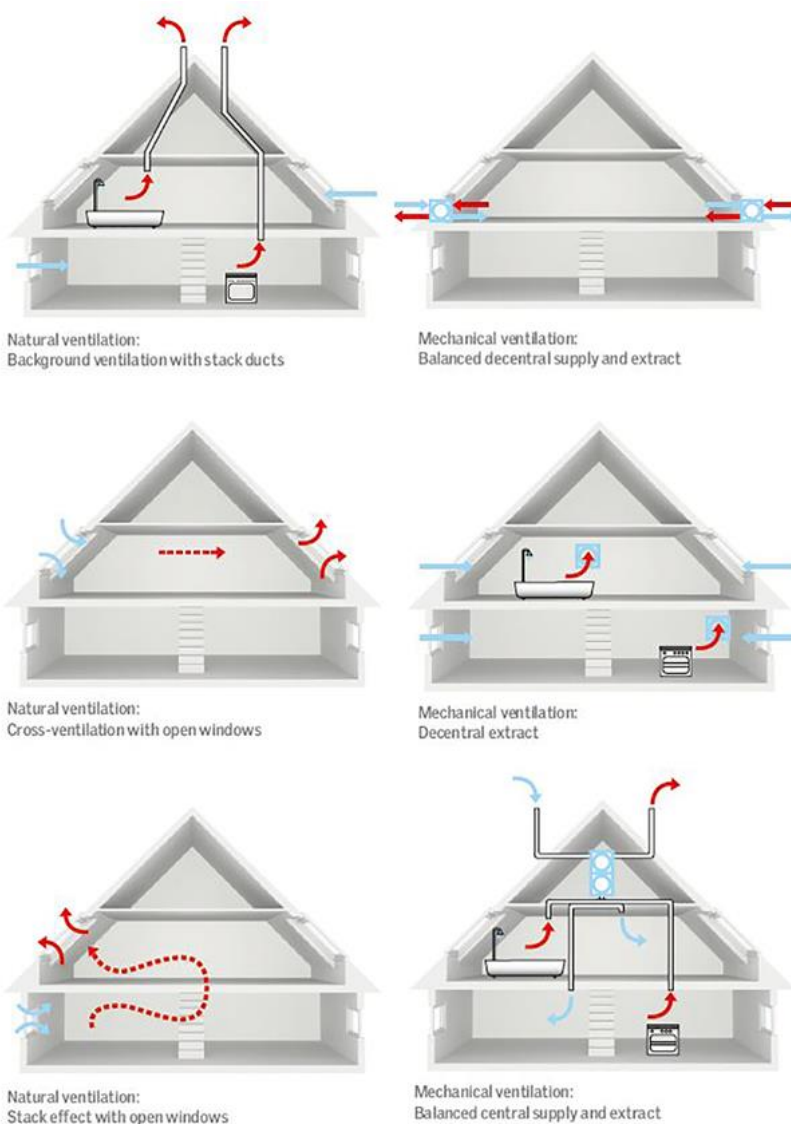 Natural ventilation:
Background ventilation with stack ducts
Mechanical ventilation:
Balanced decentral supply and extract
Natural ventilation:
Cross-ventilation with open windows
Mechanical ventilation:
Decentral extract
Natural ventilation:
Stack effect with open windows
Mechanical ventilation:
Balanced central supply and extract